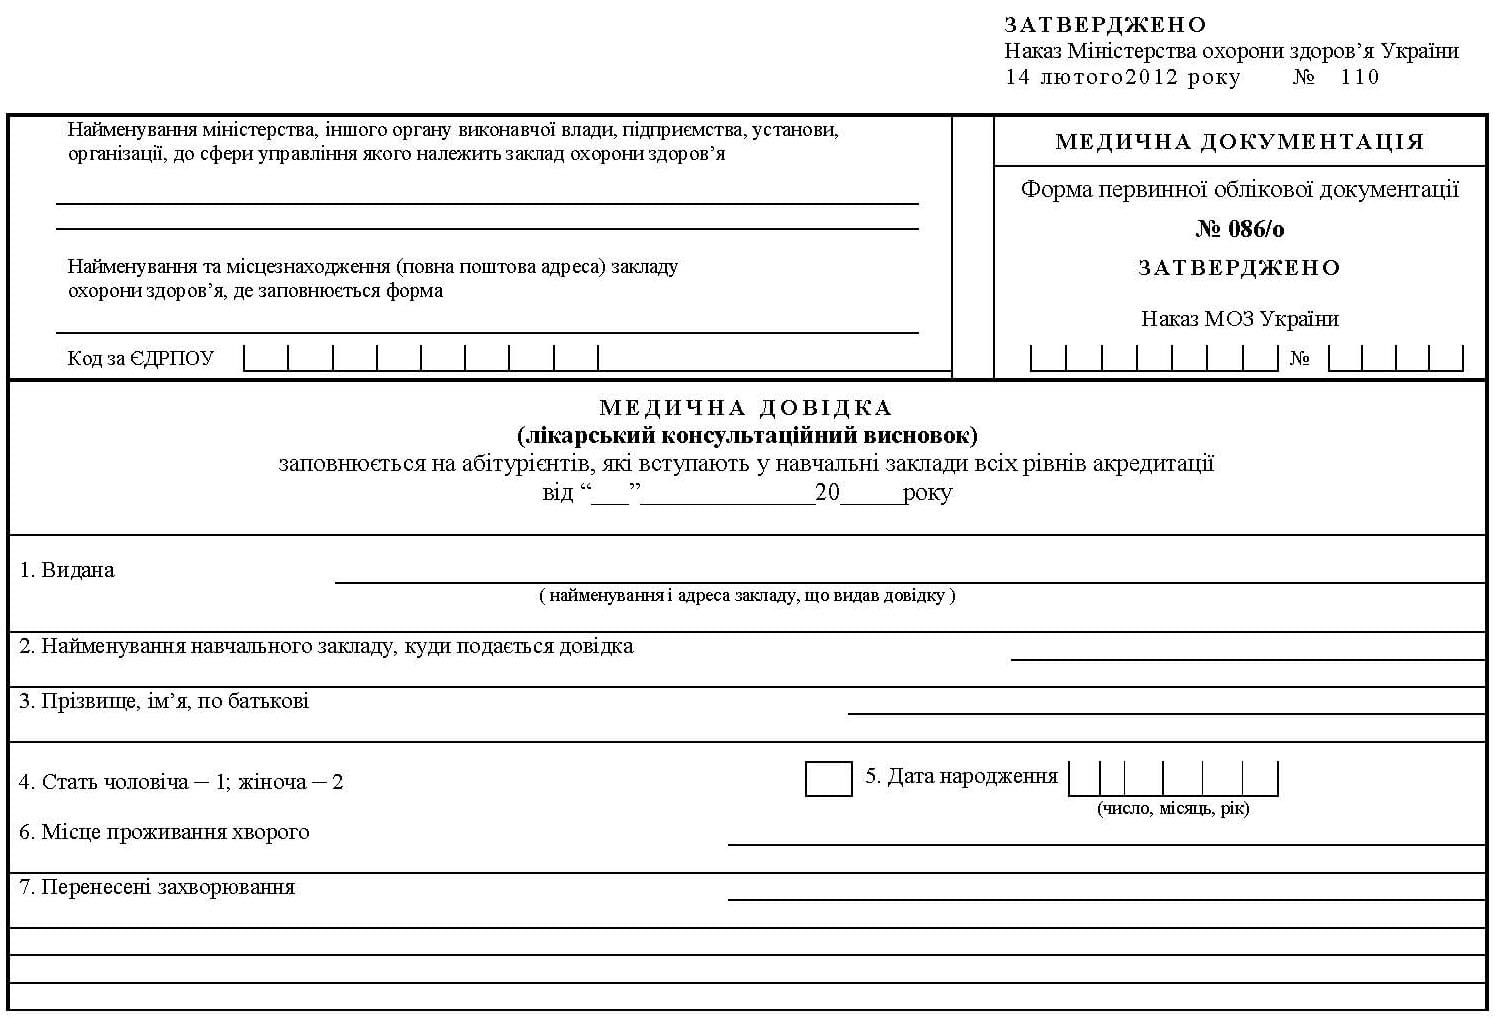 ЗАТВЕРДЖЕНО
Наказ Міністерства охорони здоров’я України
14 лютого2012 року № 110
Найменування міністерства, іншого органу виконавчої влади, підприємства, установи,
організації, до сфери управління якого належить заклад охорони здоров’я
Найменування та місцезнаходження (повна поштова адреса) закладу
охорони здоров’я, де заповнюється форма
Код за ЄДРПОУ
МЕДИЧНА ДОКУМЕНТАЦІЯ
Форма первинної облікової документації
№ 086/о
ЗАТВЕРДЖЕНО
Наказ МОЗ України
№
МЕДИЧНА ДОВІДКА
(лікарський консультаційний висновок)
заповнюється на абітурієнтів, які вступають у навчальні заклади всіх рівнів акредитації
від “___”______________20_____року
1. Видана
( найменування і адреса закладу, що видав довідку )
2. Найменування навчального закладу, куди подається довідка
3. Прізвище, ім’я, по батькові
4. Стать чоловіча – 1; жіноча – 2
5. Дата народження
(число, місяць, рік)
6. Місце проживання хворого
7. Перенесені захворювання